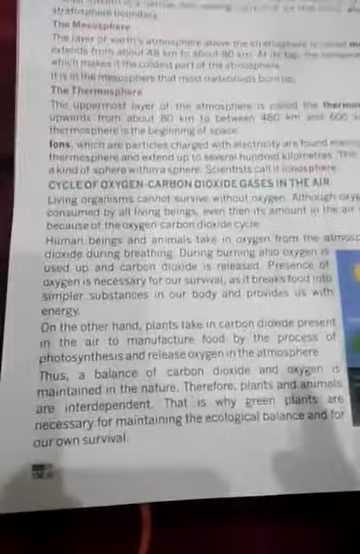 stratosphere boundary.
The Mesosphere
The layer of earth's atmosphere above the stratosphere is called
extends from about 48 km to about 80 km. At its top, the
which makes it the coldest part of the atmosphere.
It is in the mesosphere that most meteoroids burn up.
The Thermosphere
The uppermost layer of the atmosphere is called the
upwards from about 80 km to between 480 km and 600
thermosphere is the beginning of space.
Ions, which are particles charged with electricity are found
thermosphere and extend up to several hundred kilometres.
a kind of sphere within a sphere. Scientists call it ionosphere.
CYCLE OF OXYGEN-CARBON DIOXIDE GASES IN THE AIR
Living organisms cannot survive without oxygen. Although
consumed by all living beings, even then its amount in the air
because of the oxygen-carbon dioxide cycle.
Human beings and animals take in oxygen from the
dioxide during breathing. During burning also oxygen is
used up and carbon dioxide is released. Presence of
oxygen is necessary for our survival, as it breaks food into
simpler substances in our body and provides us with
energy.
On the other hand, plants take in carbon dioxide present
in the air to manufacture food by the process of
photosynthesis and release oxygen in the atmosphere.
Thus, a balance of carbon dioxide and oxygen is
maintained in the nature. Therefore, plants and animals
are interdependent. That is why green plants are
necessary for maintaining the ecological balance and for
our own survival.